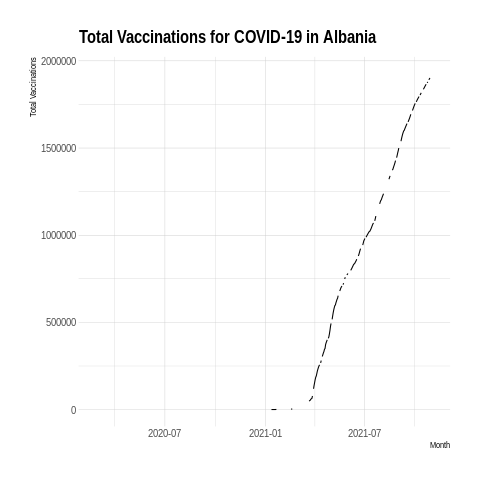 Total Vaccinations for COVID-19 in Albania
Total Vaccinations
2000000
1500000
1000000
500000
0
2020-07
2021-01
2021-07
Month